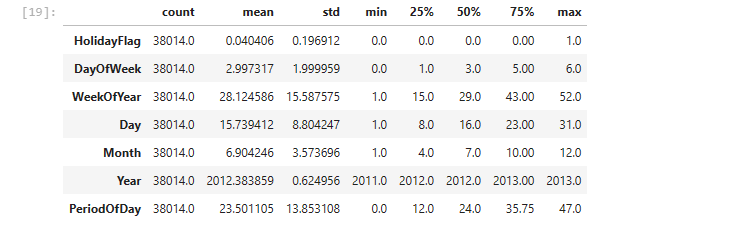 [19]: count mean std min 25% 50% 75% max
HolidayFlag 38014.0 0.040406 0.196912 0.0 0.0 0.0 0.00 1.0
DayOfWeek 38014.0 2.997317 1.999959 0.0 1.0 3.0 5.00 6.0
WeekOfYear 38014.0 28.124586 15.587575 1.0 15.0 29.0 43.00 52.0
Day 38014.0 15.739412 8.804247 1.0 8.0 16.0 23.00 31.0
Month 38014.0 6.904246 3.573696 1.0 4.0 7.0 10.00 12.0
Year 38014.0 2012.383859 0.624956 2011.0 2012.0 2012.0 2013.00 2013.0
PeriodOfDay 38014.0 23.501105 13.853108 0.0 12.0 24.0 35.75 47.0